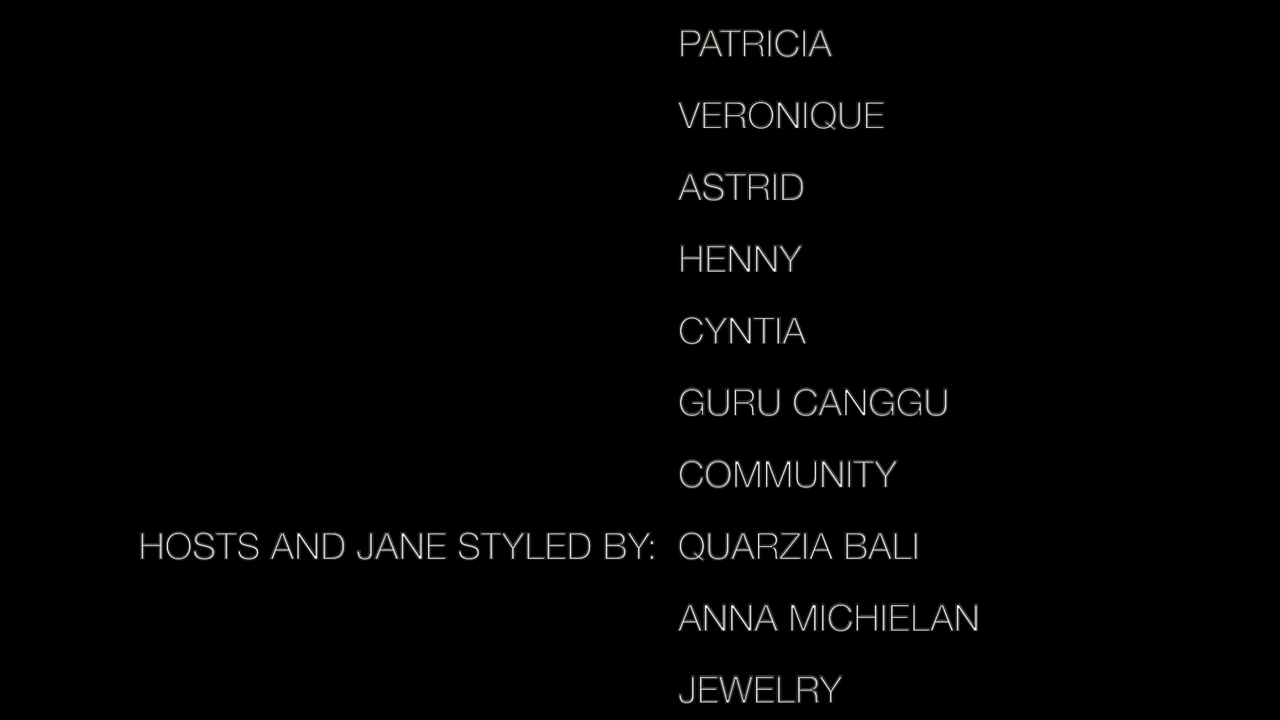 PATRICIA
VERONIQUE
ASTRID
HENNY
CYNTIA
GURU CANGGU
COMMUNITY
HOSTS AND JANE STYLED BY: QUARZIA BALI
ANNA MICHIELAN
JEWELRY